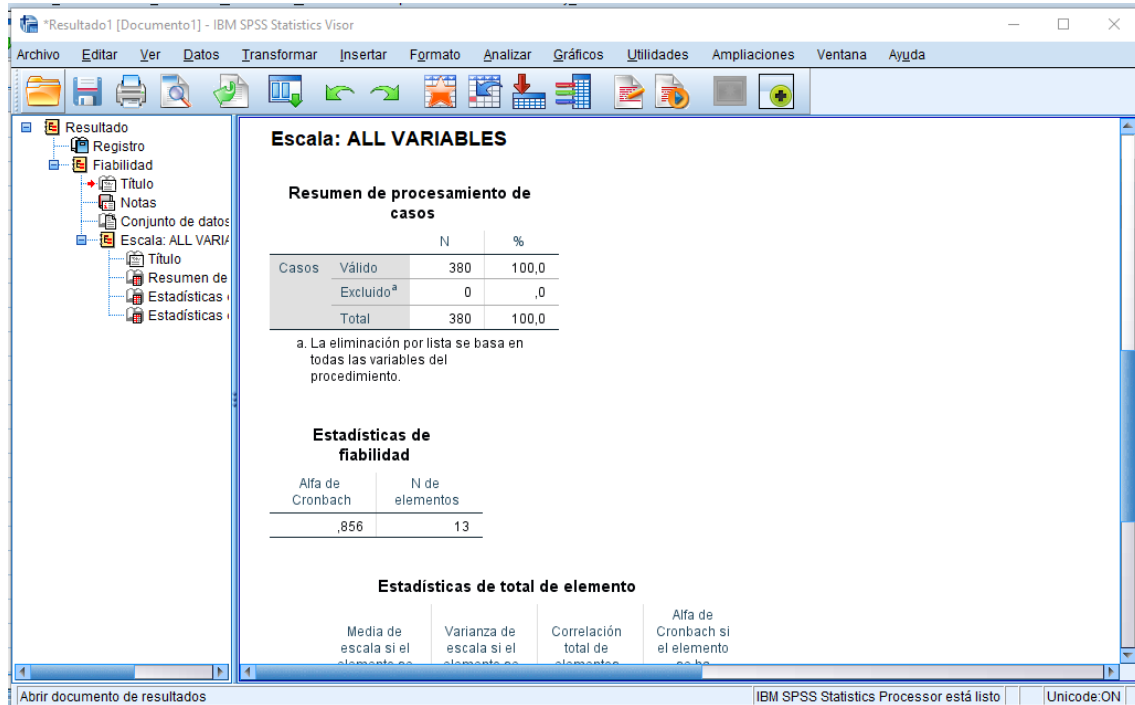 *Resultado1 [Documento1] - IBM SPSS Statistics Visor
Archivo Editar Ver Datos Transformar Insertar Formato Analizar Gráficos Utilidades Ampliaciones Ventana Ayuda
Resultado
Registro
Fiabilidad
Título
Notas
Conjunto de datos
Escala: ALL VARIA
Título
Resumen de
Estadísticas
Estadísticas
Escala: ALL VARIABLES
Resumen de procesamiento de
casos
N %
Casos Válido 380 100,0
Excluidoª 0 ,0
Total 380 100,0
a. La eliminación por lista se basa en
todas las variables del
procedimiento.
Estadísticas de
fiabilidad
Alfa de N de
Cronbach elementos
,856 13
Estadísticas de total de elemento
Alfa de
Media de Varianza de Correlación Cronbach si
escala si el escala si el total de el elemento
Abrir documento de resultados IBM SPSS Statistics Processor está listo Unicode:ON